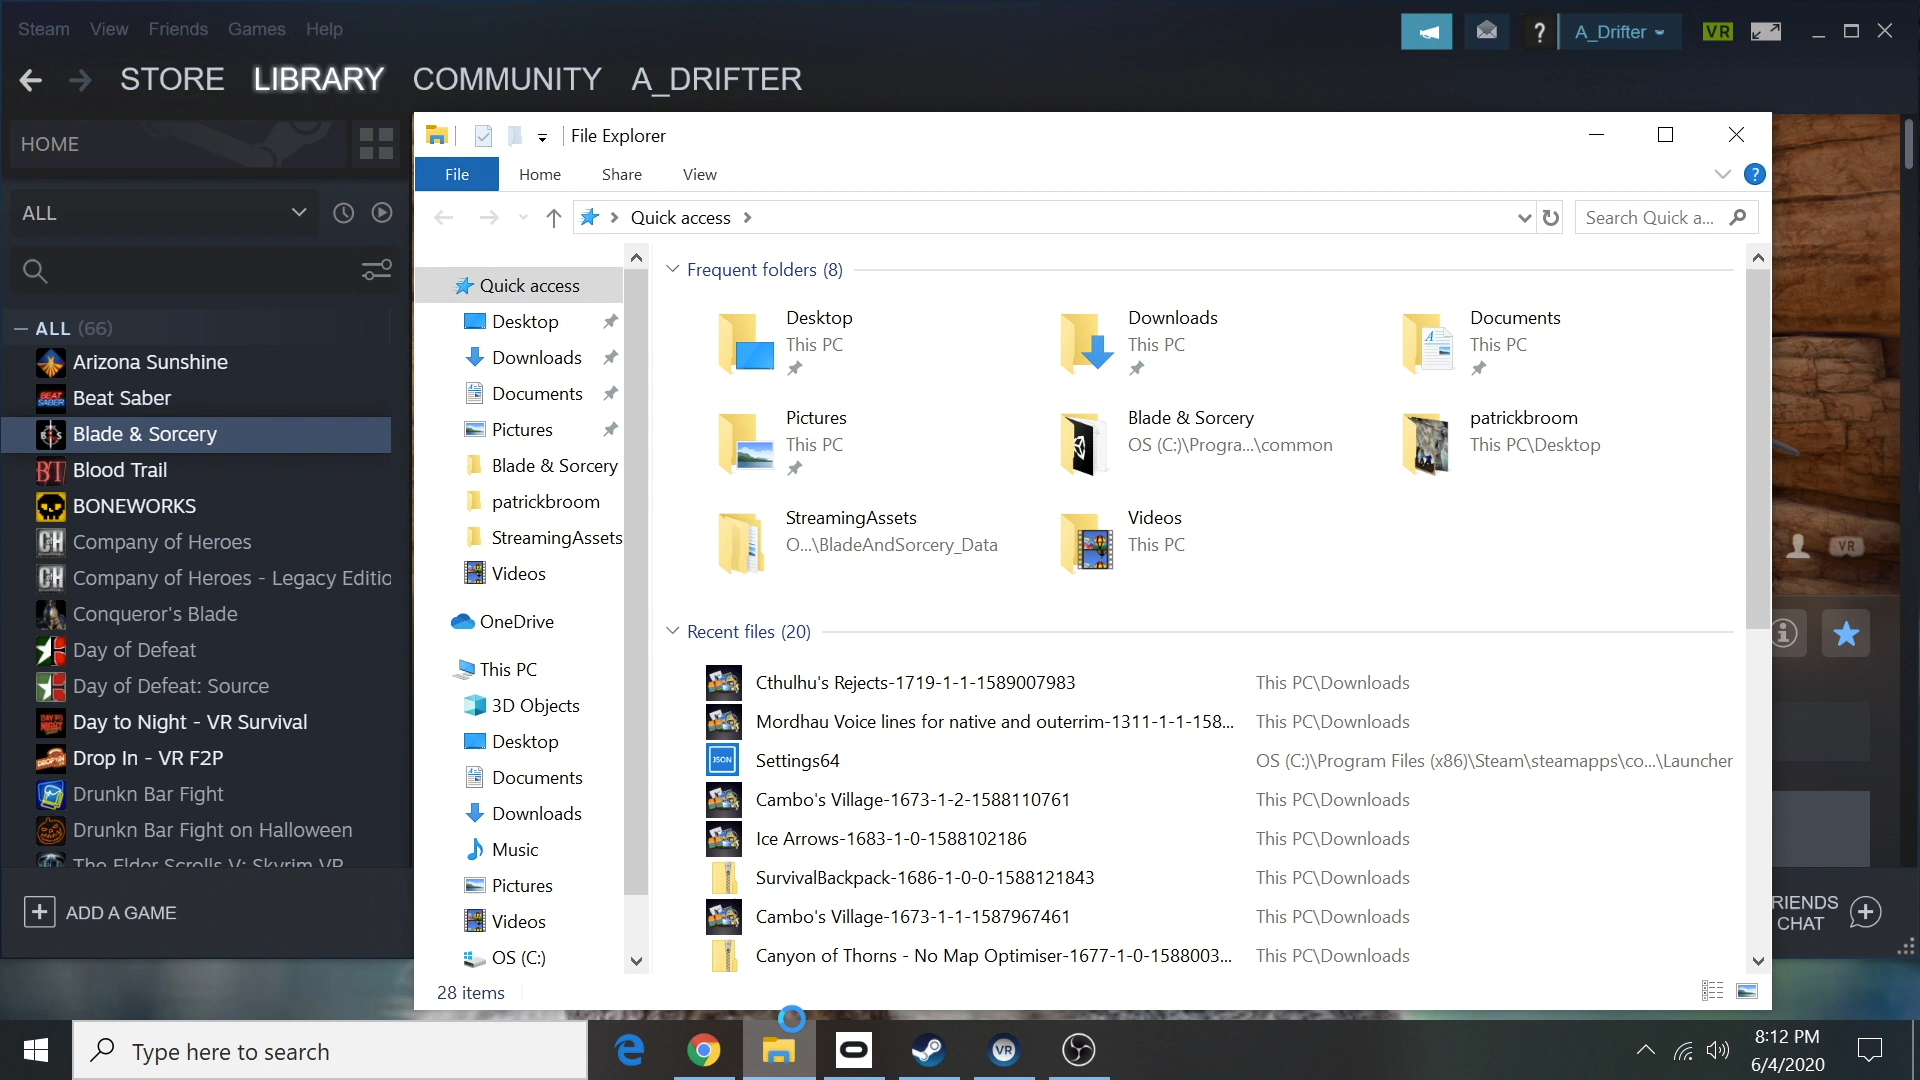 Steam View Friends Games Help
A_Drifter
VR
STORE LIBRARY COMMUNITY A_DRIFTER
HOME
ALL
ALL (66)
Arizona Sunshine
Beat Saber
Blade & Sorcery
Blood Trail
BONEWORKS
Company of Heroes
Company of Heroes - Legacy Editio
Conqueror's Blade
Day of Defeat
Day of Defeat: Source
Day to Night - VR Survival
Drop In - VR F2P
Drunkn Bar Fight
Drunkn Bar Fight on Halloween
The Elder Scrolls V: Skyrim VR
ADD A GAME
File Explorer
File Home Share View
Quick access
Search Quick a...
Quick access
Desktop
Downloads
Documents
Pictures
Blade & Sorcery
patrickbroom
StreamingAssets
Videos
OneDrive
This PC
3D Objects
Desktop
Documents
Downloads
Music
Pictures
Videos
OS (C:)
Frequent folders (8)
Desktop
This PC
Downloads
This PC
Documents
This PC
Pictures
This PC
Blade & Sorcery
OS (C:)\Progra...\common
patrickbroom
This PC\Desktop
StreamingAssets
O...\BladeAndSorcery_Data
Videos
This PC
Recent files (20)
Cthulhu's Rejects-1719-1-1-1589007983 This PC\Downloads
Mordhau Voice lines for native and outerrim-1311-1-1-158... This PC\Downloads
JSON Settings64 OS (C:)\Program Files (x86)\Steam\steamapps\co...\Launcher
Cambo's Village-1673-1-2-1588110761 This PC\Downloads
Ice Arrows-1683-1-0-1588102186 This PC\Downloads
SurvivalBackpack-1686-1-0-0-1588121843 This PC\Downloads
Cambo's Village-1673-1-1-1587967461 This PC\Downloads
Canyon of Thorns - No Map Optimiser-1677-1-0-1588003... This PC\Downloads
28 items
VR
RIENDS
CHAT
Type here to search
VR
8:12 PM
6/4/2020